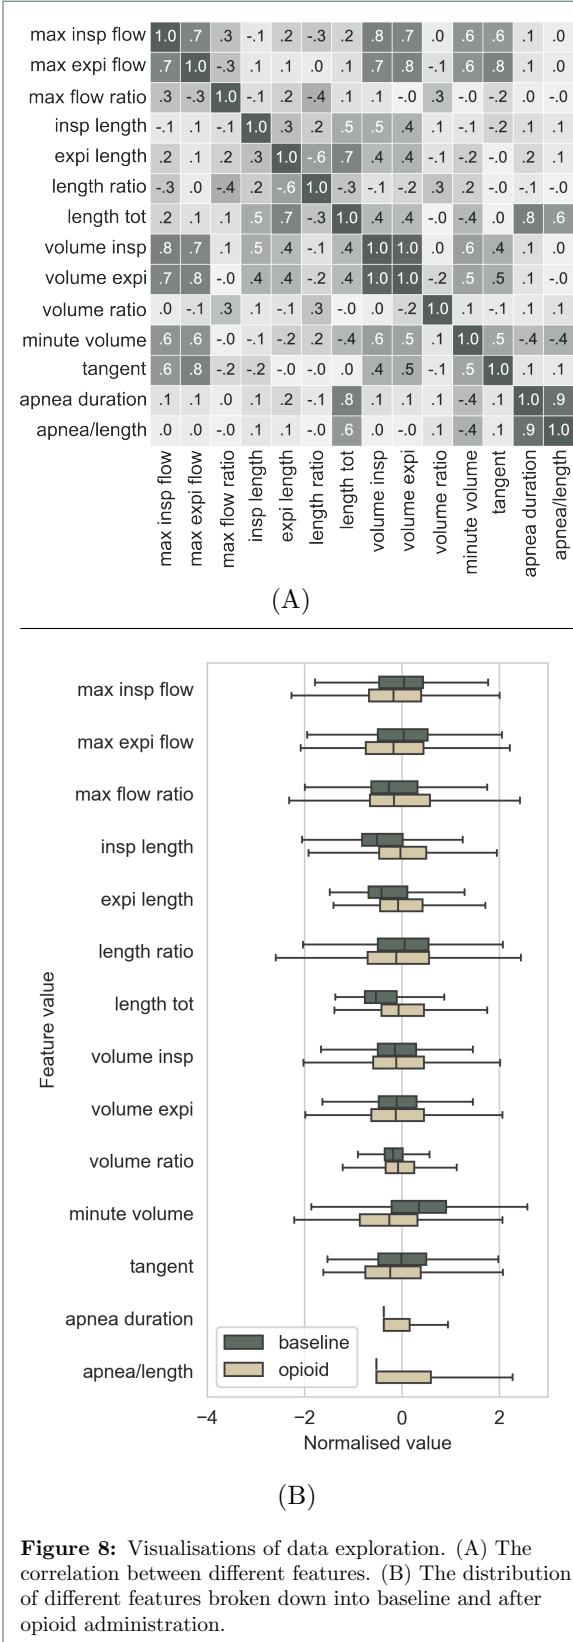 max insp flow 1.0 .7 .3 -.1 .2 -.3 .2 .8 .7 .0 .6 .6 .1 .0
max expi flow .7 1.0 -.3 .1 .1 .0 .1 .7 .8 -.1 .6 .8 .1 .0
max flow ratio .3 -.3 1.0 -.1 .2 -.4 .1 .1 -.0 .3 -.0 -.2 .0 -.0
insp length -.1 .1 -.1 1.0 .3 .2 .5 .5 .4 .1 -.1 -.2 .1 .1
expi length .2 .1 .2 .3 1.0 -.6 .7 .4 .4 -.1 -.2 -.0 .2 .1
length ratio -.3 .0 -.4 .2 -.6 1.0 -.3 -.1 -.2 .3 .2 -.0 -.1 -.0
length tot .2 .1 .1 .5 .7 -.3 1.0 .4 .4 -.0 -.4 .0 .8 .6
volume insp .8 .7 .1 .5 .4 -.1 .4 1.0 1.0 .0 .6 .4 .1 .0
volume expi .7 .8 -.0 .4 .4 -.2 .4 1.0 1.0 -.2 .5 .5 .1 -.0
volume ratio .0 -.1 .3 .1 -.1 .3 -.0 .0 -.2 1.0 .1 -.1 .1 .1
minute volume .6 .6 -.0 -.1 -.2 .2 -.4 .6 .5 .1 1.0 .5 -.4 -.4
tangent .6 .8 -.2 -.2 -.0 -.0 .0 .4 .5 -.1 .5 1.0 .1 .1
apnea duration .1 .1 .0 .1 .2 -.1 .8 .1 .1 .1 -.4 .1 1.0 .9
apnea/length .0 .0 -.0 .1 .1 -.0 .6 .0 -.0 .1 -.4 .1 .9 1.0
max insp flow
max expi flow
max flow ratio
insp length
expi length
length ratio
length tot
volume insp
volume expi
volume ratio
minute volume
tangent
apnea duration
apnea/length
(A)
Feature value
max insp flow
max expi flow
max flow ratio
insp length
expi length
length ratio
length tot
volume insp
volume expi
volume ratio
minute volume
tangent
apnea duration
apnea/length
baseline
opioid
−4 −2 0 2
Normalised value
(B)
Figure 8: Visualisations of data exploration. (A) The
correlation between different features. (B) The distribution
of different features broken down into baseline and after
opioid administration.